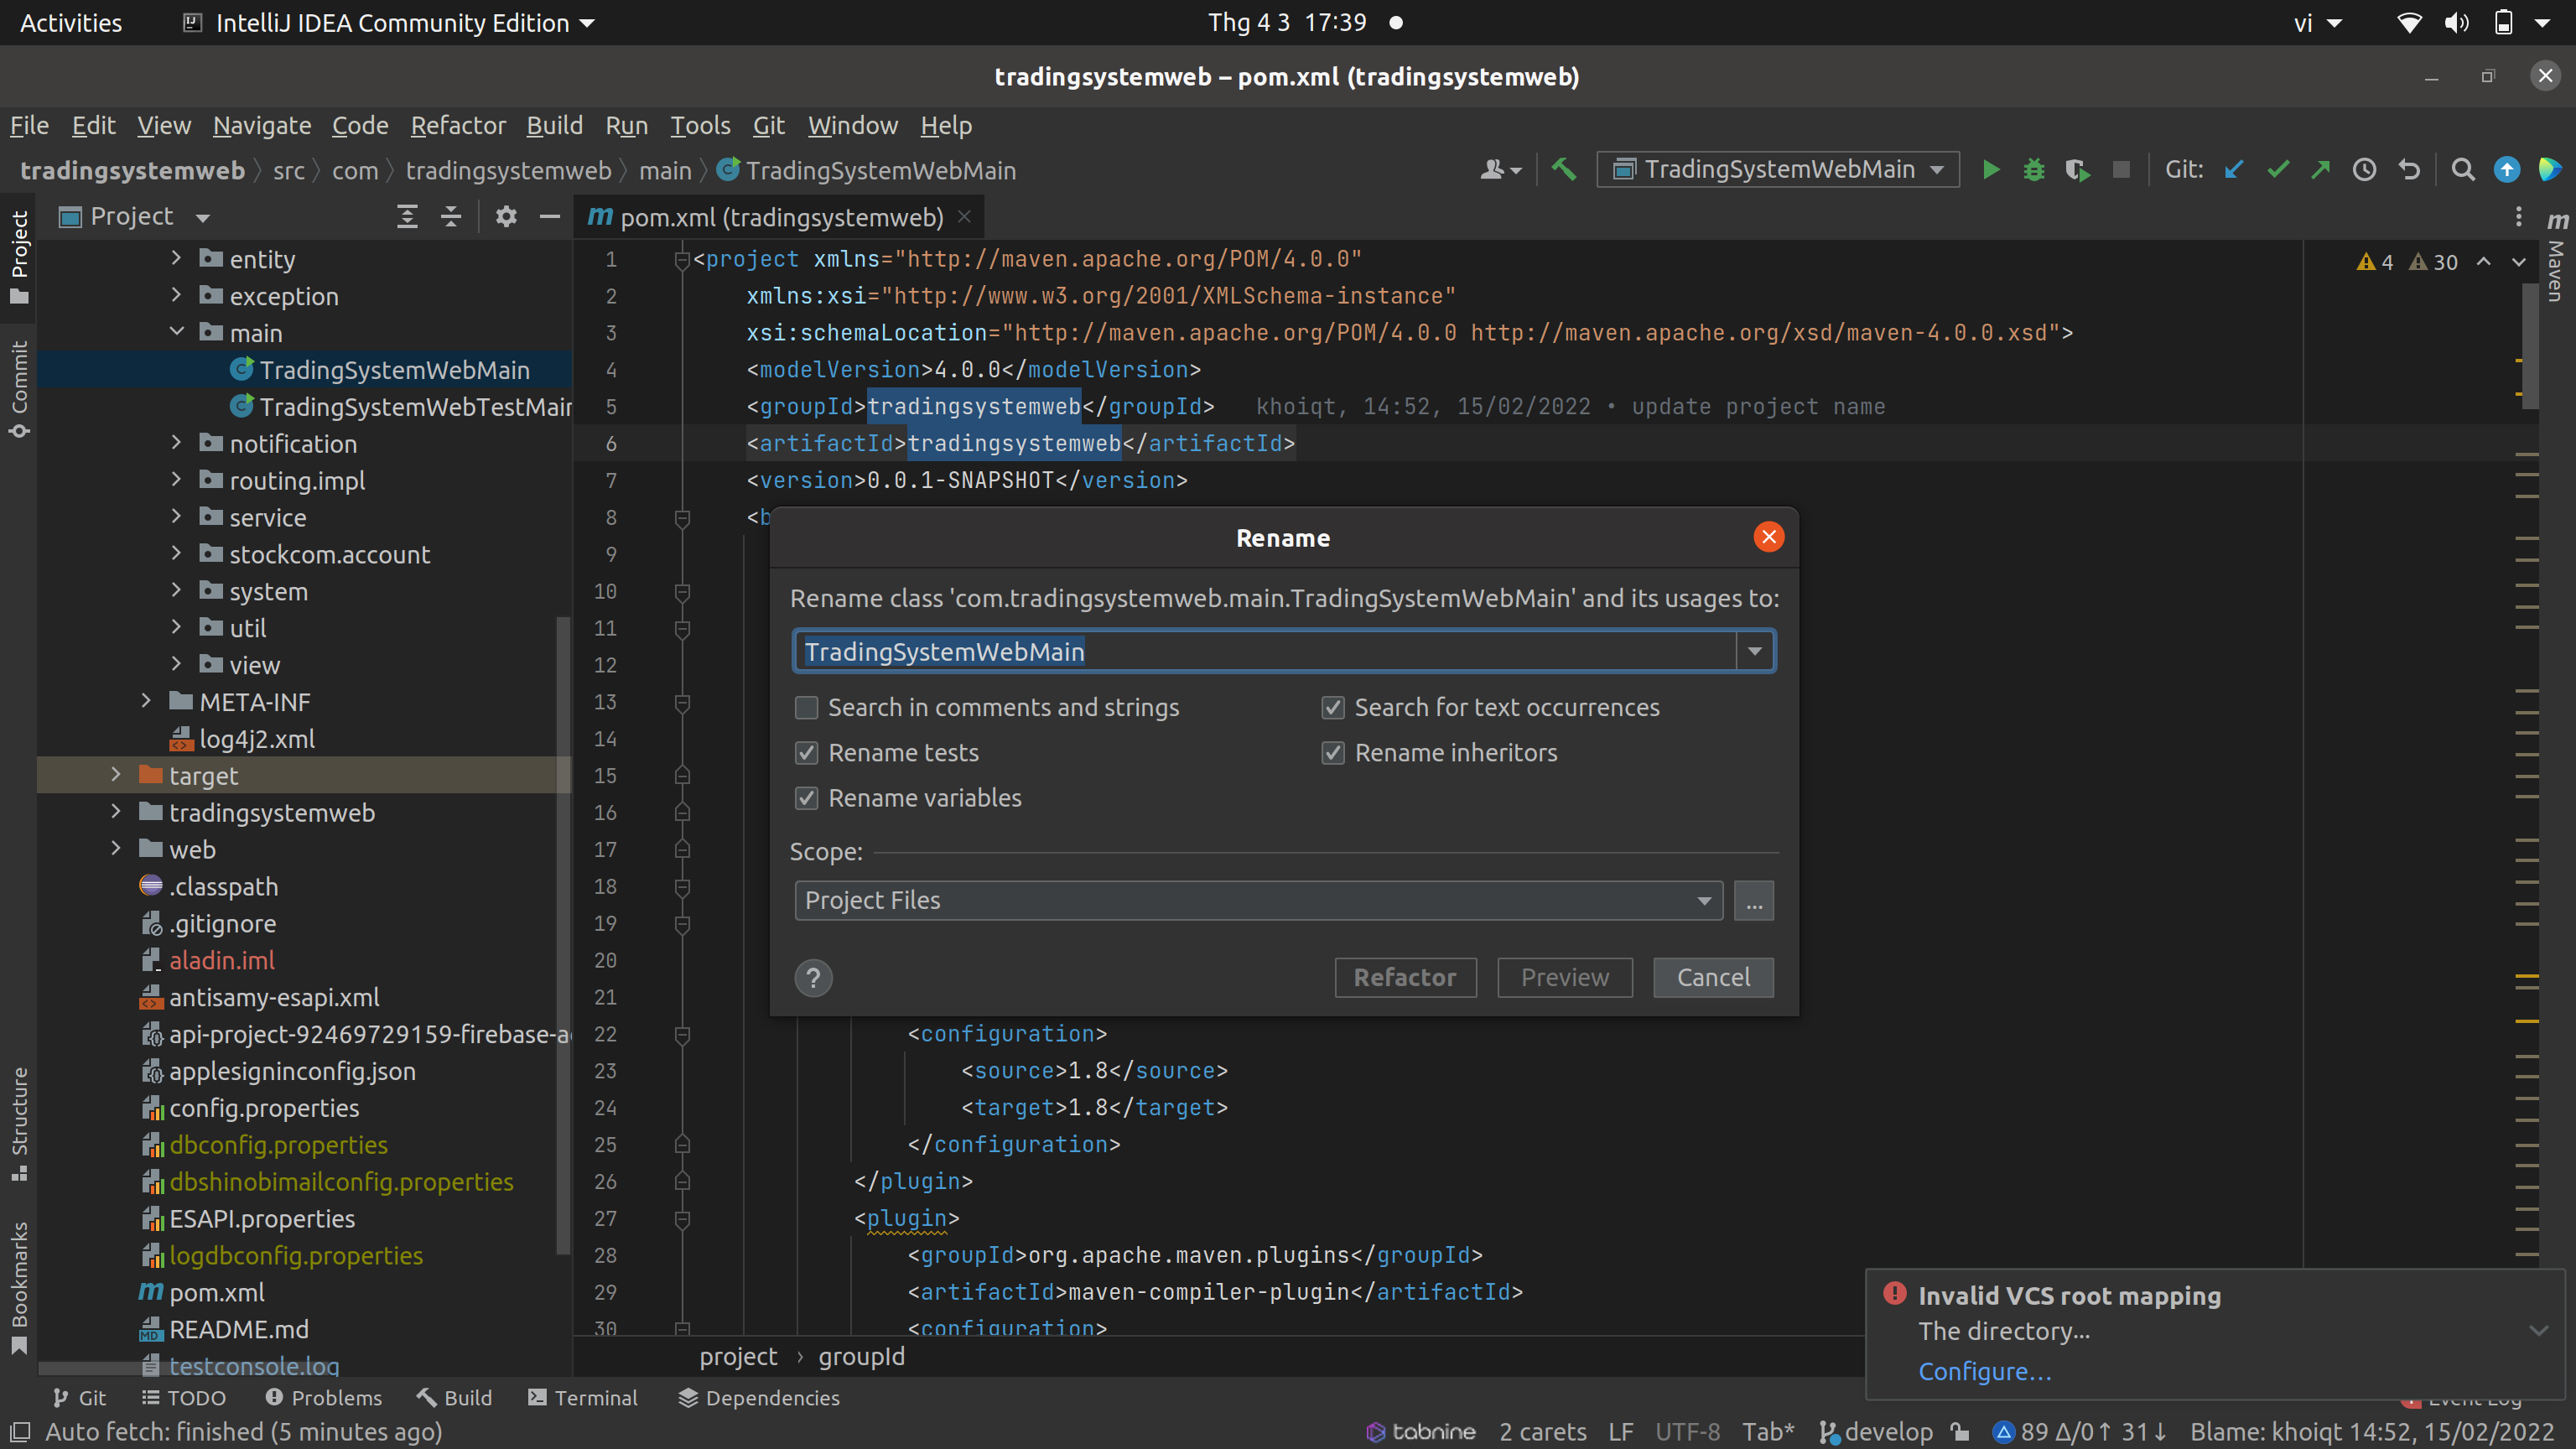 Activities
IntelliJ IDEA Community Edition
Thg 4 3 17:39
vi
tradingsystemweb – pom.xml (tradingsystemweb)
File Edit View Navigate Code Refactor Build Run Tools Git Window Help
tradingsystemweb src com tradingsystemweb main TradingSystemWebMain
TradingSystemWebMain
Git:
Project
Commit
Structure
Bookmarks
Project
entity
exception
main
TradingSystemWebMain
TradingSystemWebTestMain
notification
routing.impl
service
stockcom.account
system
util
view
META-INF
log4j2.xml
target
tradingsystemweb
web
.classpath
.gitignore
aladin.iml
antisamy-esapi.xml
api-project-92469729159-firebase-a
applesigninconfig.json
config.properties
dbconfig.properties
dbshinobimailconfig.properties
ESAPI.properties
logdbconfig.properties
pom.xml
README.md
testconsole.log
pom.xml (tradingsystemweb)
4 30
Maven
1 <project xmlns="http://maven.apache.org/POM/4.0.0"
2 xmlns:xsi="http://www.w3.org/2001/XMLSchema-instance"
3 xsi:schemaLocation="http://maven.apache.org/POM/4.0.0 http://maven.apache.org/xsd/maven-4.0.0.xsd">
4 <modelVersion>4.0.0</modelVersion>
5 <groupId>tradingsystemweb</groupId> khoiqt, 14:52, 15/02/2022 • update project name
6 <artifactId>tradingsystemweb</artifactId>
7 <version>0.0.1-SNAPSHOT</version>
8 <b
9
10
11
12
13
14
15
16
17
18
19
20
21
22 <configuration>
23 <source>1.8</source>
24 <target>1.8</target>
25 </configuration>
26 </plugin>
27 <plugin>
28 <groupId>org.apache.maven.plugins</groupId>
29 <artifactId>maven-compiler-plugin</artifactId>
30 <configuration>
project › groupId
Rename
Rename class 'com.tradingsystemweb.main.TradingSystemWebMain' and its usages to:
TradingSystemWebMain
Search in comments and strings
Search for text occurrences
Rename tests
Rename inheritors
Rename variables
Scope:
Project Files
...
?
Refactor
Preview
Cancel
Invalid VCS root mapping
The directory...
Configure...
Git TODO Problems Build Terminal Dependencies
Event Log
Auto fetch: finished (5 minutes ago)
tabnine 2 carets LF UTF-8 Tab* develop 89 Δ/0↑ 31↓ Blame: khoiqt 14:52, 15/02/2022